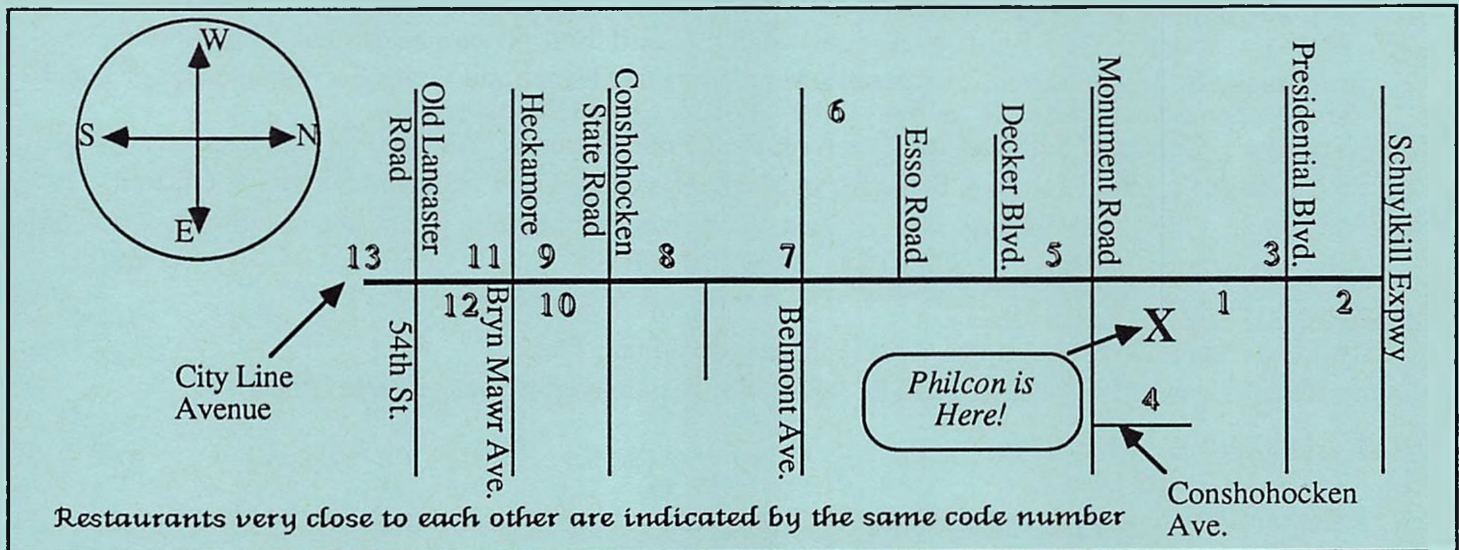 W
S
N
E
Old Lancaster
Road
Heckamore
Conshohocken
State Road
6
Esso Road
Decker Blvd.
Monument Road
Presidential Blvd.
Schuylkill Expwy
13
11
9
8
7
5
3
12
10
1
2
Bryn Mawr Ave.
54th St.
Belmont Ave.
X
City Line
Avenue
Philcon is
Here!
4
Conshohocken
Ave.
Restaurants very close to each other are indicated by the same code number